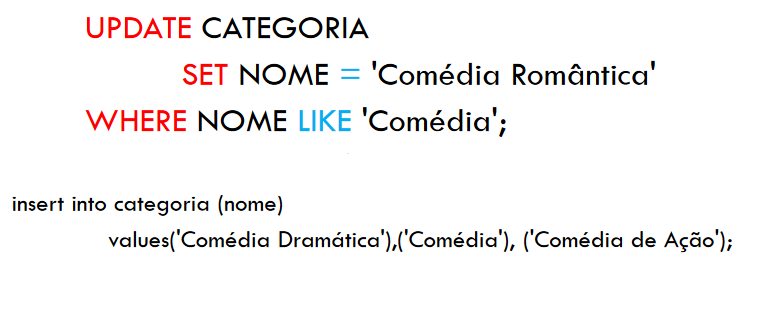 UPDATE CATEGORIA
SET NOME = 'Comédia Romântica'
WHERE NOME LIKE 'Comédia';
insert into categoria (nome)
values('Comédia Dramática'),('Comédia'), ('Comédia de Ação');